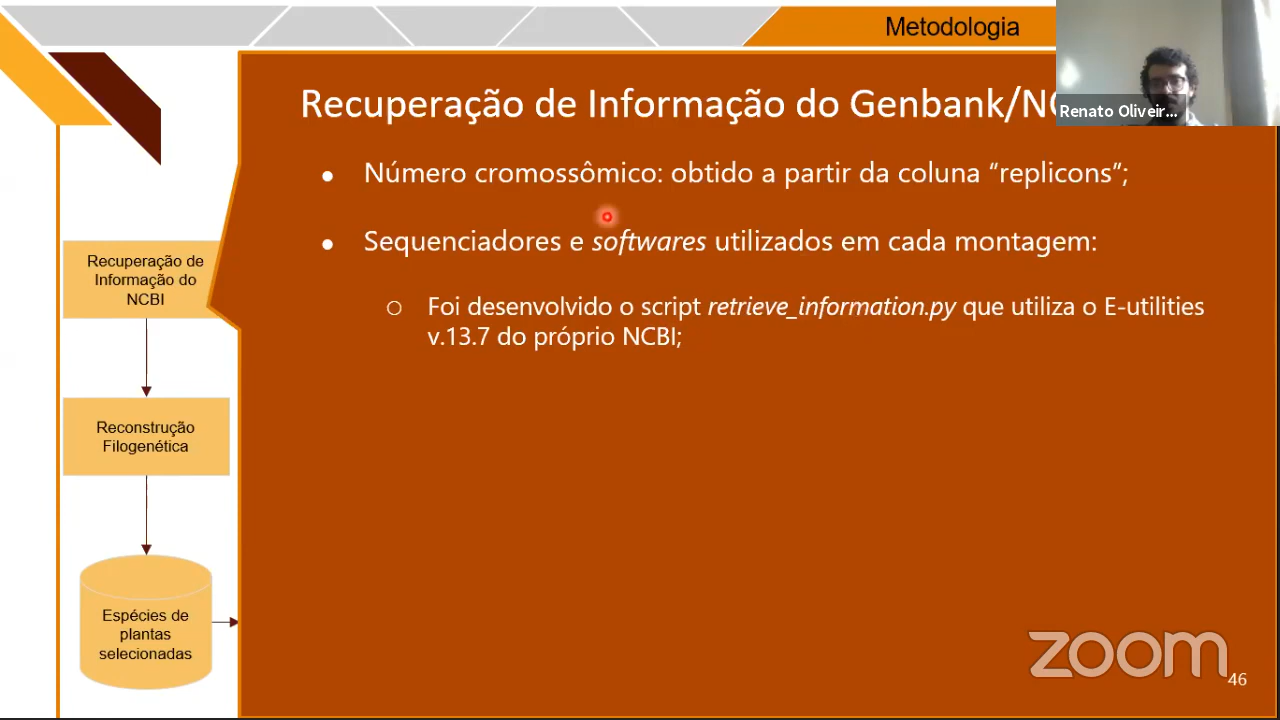 Metodologia
Renato Oliveir...
Recuperação de Informação do Genbank/NC
● Número cromossômico: obtido a partir da coluna “replicons”;
● Sequenciadores e softwares utilizados em cada montagem:
○ Foi desenvolvido o script retrieve_information.py que utiliza o E-utilities
v.13.7 do próprio NCBI;
Recuperação de
Informação do
NCBI
Reconstrução
Filogenética
Espécies de
plantas
selecionadas
zoom
46